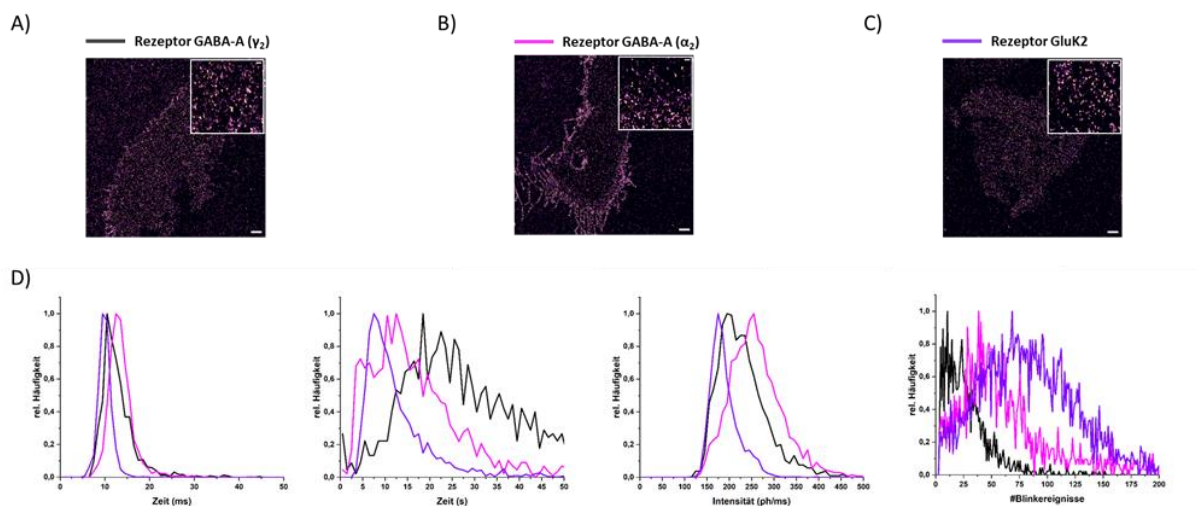 A)
Rezeptor GABA-A (γ₂)
B)
Rezeptor GABA-A (α₂)
C)
Rezeptor GluK2
D)
rel. Häufigkeit
1,0
0,8
0,6
0,4
0,2
0,0
0 10 20 30 40 50
Zeit (ms)
rel. Häufigkeit
1,0
0,8
0,6
0,4
0,2
0,0
0 5 10 15 20 25 30 35 40 45 50
Zeit (s)
rel. Häufigkeit
1,0
0,8
0,6
0,4
0,2
0,0
0 50 100 150 200 250 300 350 400 450 500
Intensität (ph/ms)
rel. Häufigkeit
1,0
0,8
0,6
0,4
0,2
0,0
0 25 50 75 100 125 150 175 200
#Blinkereignisse